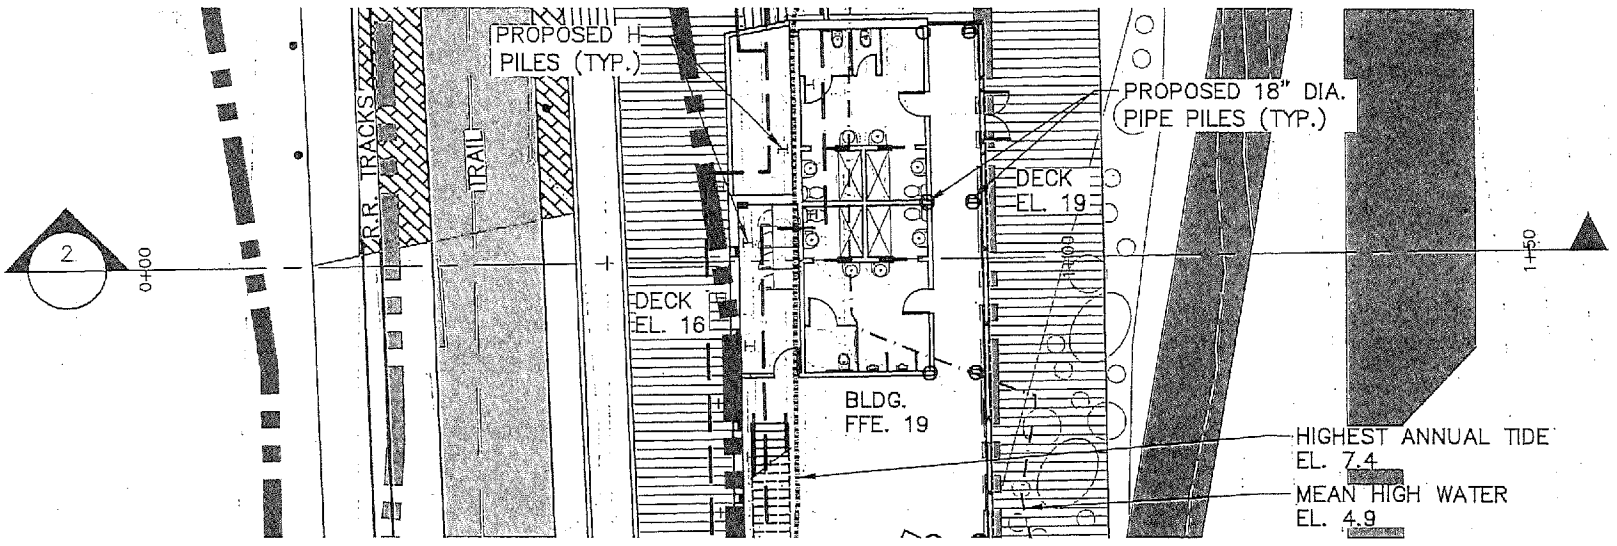 PROPOSED H
PILES (TYP.)
PROPOSED 18" DIA.
PIPE PILES (TYP.)
R.R. TRACKS
TRAIL
DECK
EL. 19
2
0+00
1+00
1+50
DECK
EL. 16
BLDG.
FFE. 19
HIGHEST ANNUAL TIDE
EL. 7.4
MEAN HIGH WATER
EL. 4.9